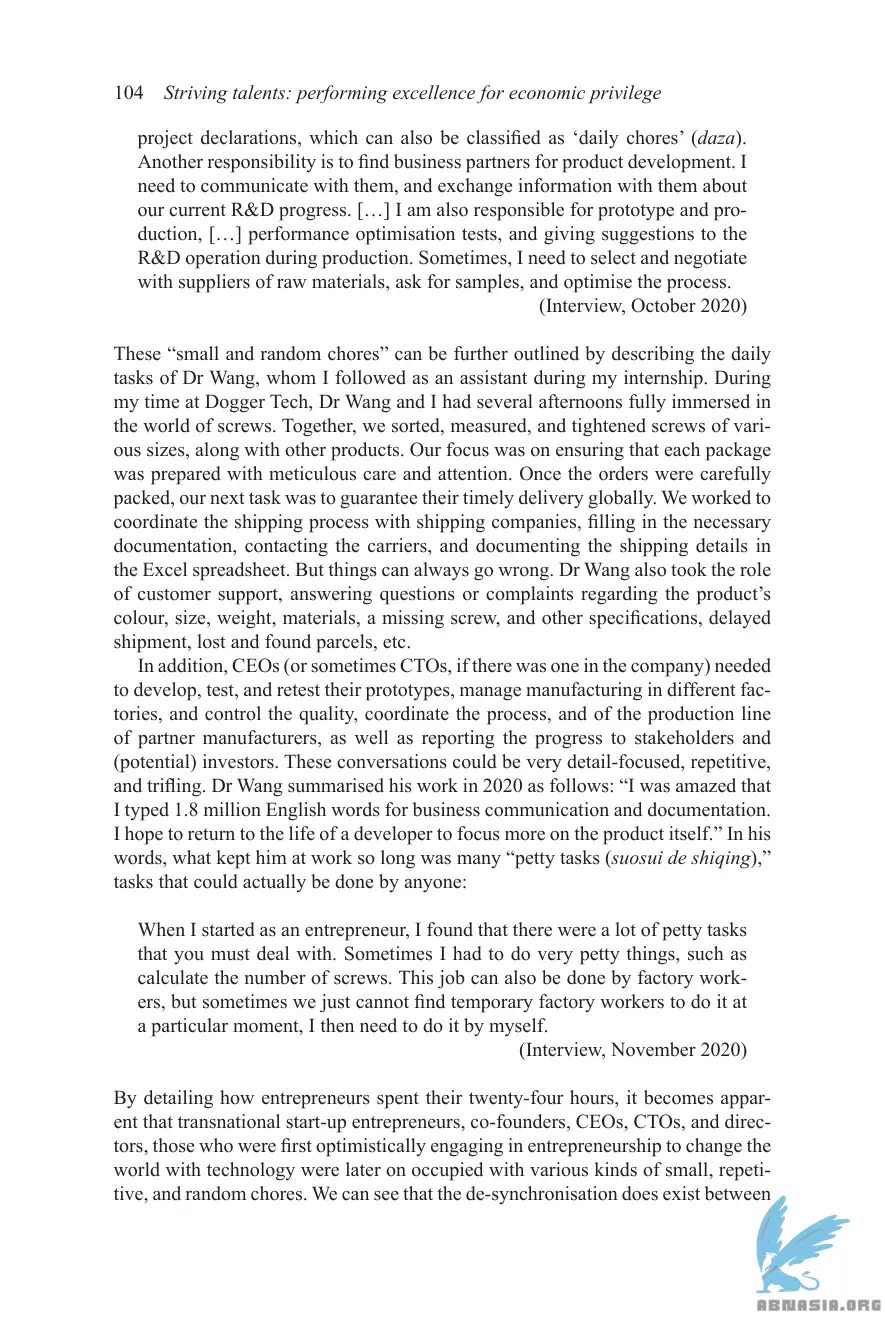 104 Striving talents: performing excellence for economic privilege
project declarations, which can also be classified as ‘daily chores’ (daza).
Another responsibility is to find business partners for product development. I
need to communicate with them, and exchange information with them about
our current R&D progress. […] I am also responsible for prototype and pro-
duction, […] performance optimisation tests, and giving suggestions to the
R&D operation during production. Sometimes, I need to select and negotiate
with suppliers of raw materials, ask for samples, and optimise the process.
(Interview, October 2020)
These “small and random chores” can be further outlined by describing the daily
tasks of Dr Wang, whom I followed as an assistant during my internship. During
my time at Dogger Tech, Dr Wang and I had several afternoons fully immersed in
the world of screws. Together, we sorted, measured, and tightened screws of vari-
ous sizes, along with other products. Our focus was on ensuring that each package
was prepared with meticulous care and attention. Once the orders were carefully
packed, our next task was to guarantee their timely delivery globally. We worked to
coordinate the shipping process with shipping companies, filling in the necessary
documentation, contacting the carriers, and documenting the shipping details in
the Excel spreadsheet. But things can always go wrong. Dr Wang also took the role
of customer support, answering questions or complaints regarding the product’s
colour, size, weight, materials, a missing screw, and other specifications, delayed
shipment, lost and found parcels, etc.
In addition, CEOs (or sometimes CTOs, if there was one in the company) needed
to develop, test, and retest their prototypes, manage manufacturing in different fac-
tories, and control the quality, coordinate the process, and of the production line
of partner manufacturers, as well as reporting the progress to stakeholders and
(potential) investors. These conversations could be very detail-focused, repetitive,
and trifling. Dr Wang summarised his work in 2020 as follows: “I was amazed that
I typed 1.8 million English words for business communication and documentation.
I hope to return to the life of a developer to focus more on the product itself.” In his
words, what kept him at work so long was many “petty tasks (suosui de shiqing),”
tasks that could actually be done by anyone:
When I started as an entrepreneur, I found that there were a lot of petty tasks
that you must deal with. Sometimes I had to do very petty things, such as
calculate the number of screws. This job can also be done by factory work-
ers, but sometimes we just cannot find temporary factory workers to do it at
a particular moment, I then need to do it by myself.
(Interview, November 2020)
By detailing how entrepreneurs spent their twenty-four hours, it becomes appar-
ent that transnational start-up entrepreneurs, co-founders, CEOs, CTOs, and direc-
tors, those who were first optimistically engaging in entrepreneurship to change the
world with technology were later on occupied with various kinds of small, repeti-
tive, and random chores. We can see that the de-synchronisation does exist between
ABNASIA.ORG